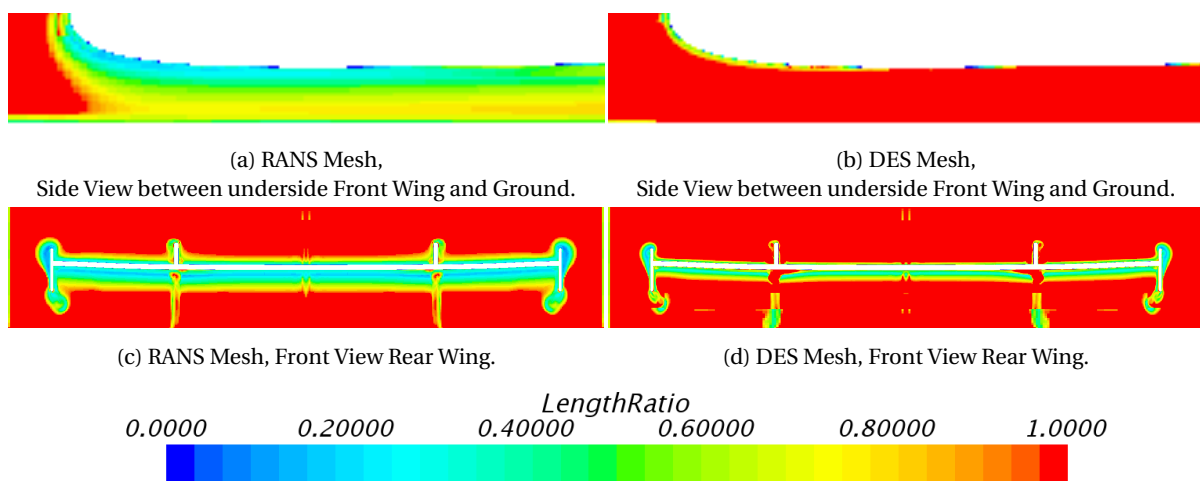 (a) RANS Mesh,
Side View between underside Front Wing and Ground.
(b) DES Mesh,
Side View between underside Front Wing and Ground.
(c) RANS Mesh, Front View Rear Wing.
(d) DES Mesh, Front View Rear Wing.
LengthRatio
0.0000 0.20000 0.40000 0.60000 0.80000 1.0000